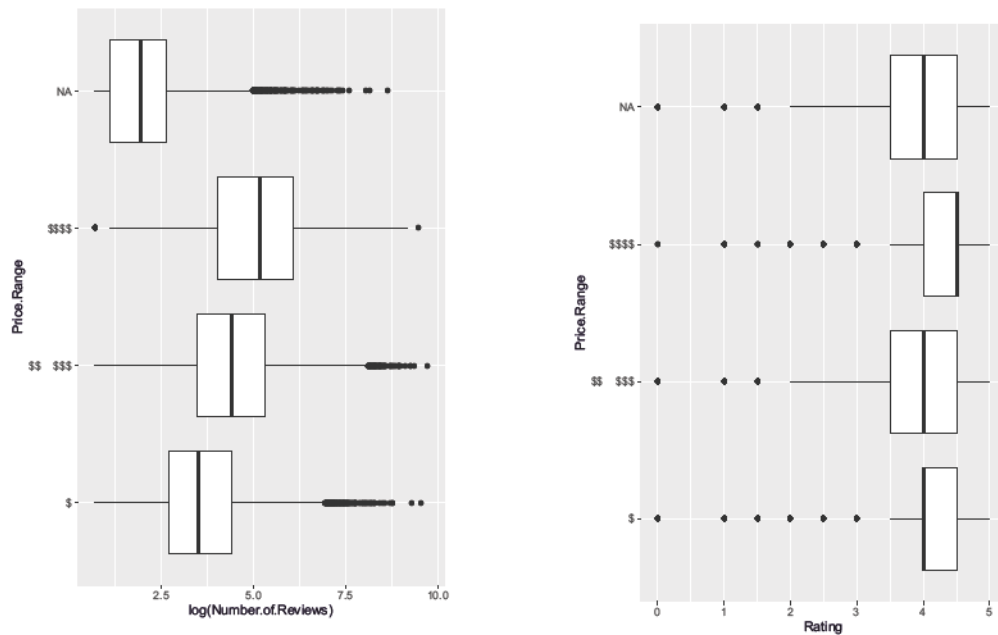 NA
$$$$
$$ $$$
$
Price.Range
2.5 5.0 7.5 10.0
log(Number.of.Reviews)
NA
$$$$
$$ $$$
$
Price.Range
0 1 2 3 4 5
Rating